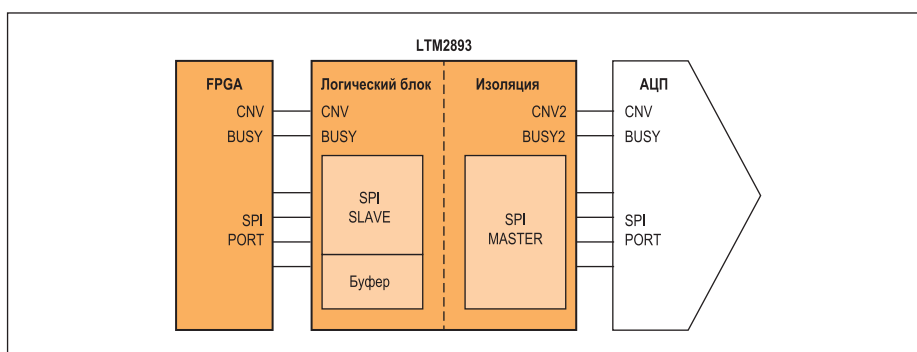 LTM2893
FPGA
CNV
BUSY
SPI
PORT
Логический блок
CNV
BUSY
SPI
SLAVE
Буфер
Изоляция
CNV2
BUSY2
SPI
MASTER
АЦП
CNV
BUSY
SPI
PORT